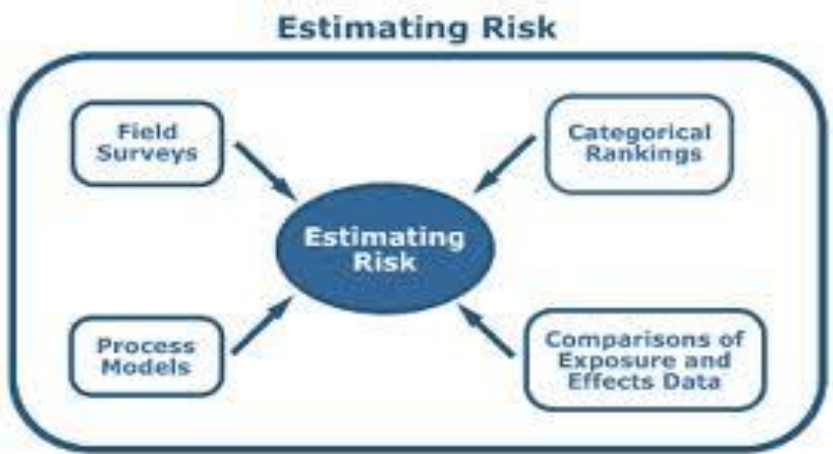 Estimating Risk
Field
Surveys
Categorical
Rankings
Estimating
Risk
Process
Models
Comparisons of
Exposure and
Effects Data